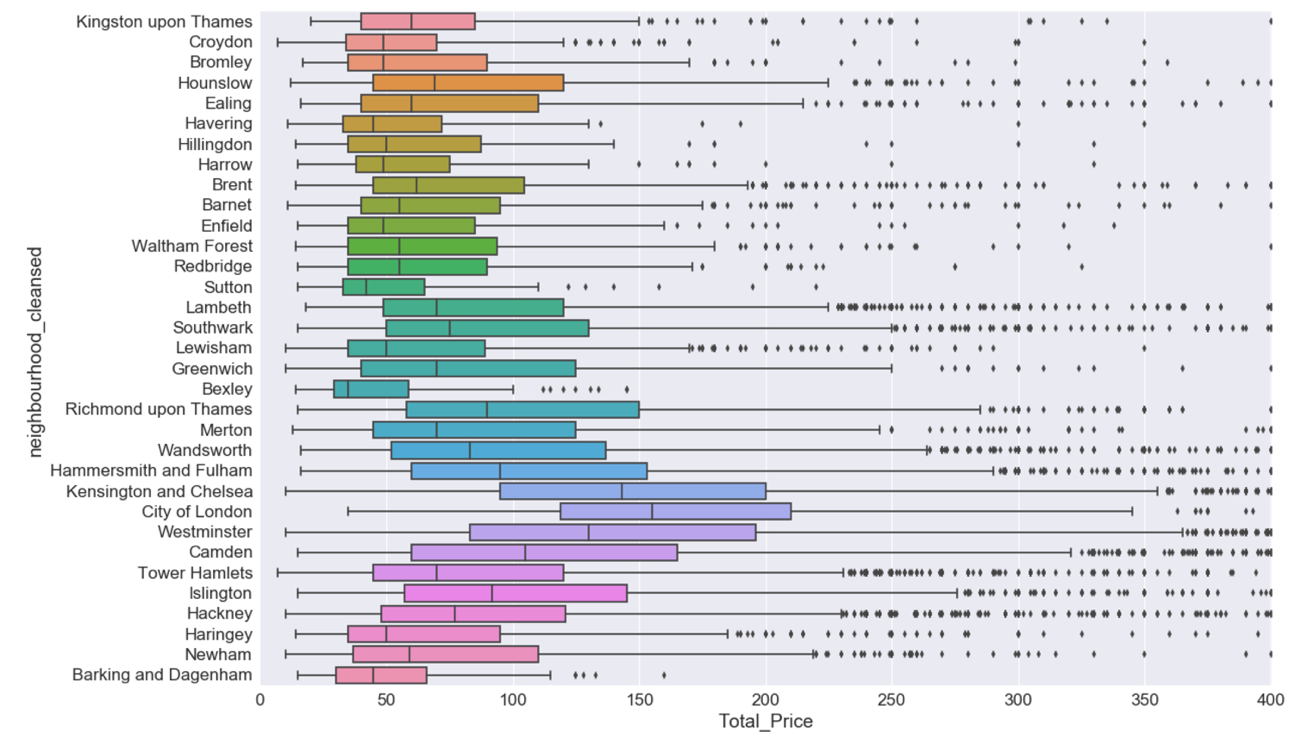 Kingston upon Thames
Croydon
Bromley
Hounslow
Ealing
Havering
Hillingdon
Harrow
Brent
Barnet
Enfield
Waltham Forest
Redbridge
Sutton
Lambeth
Southwark
Lewisham
Greenwich
Bexley
Richmond upon Thames
Merton
Wandsworth
Hammersmith and Fulham
Kensington and Chelsea
City of London
Westminster
Camden
Tower Hamlets
Islington
Hackney
Haringey
Newham
Barking and Dagenham
neighbourhood_cleansed
0 50 100 150 200 250 300 350 400
Total_Price